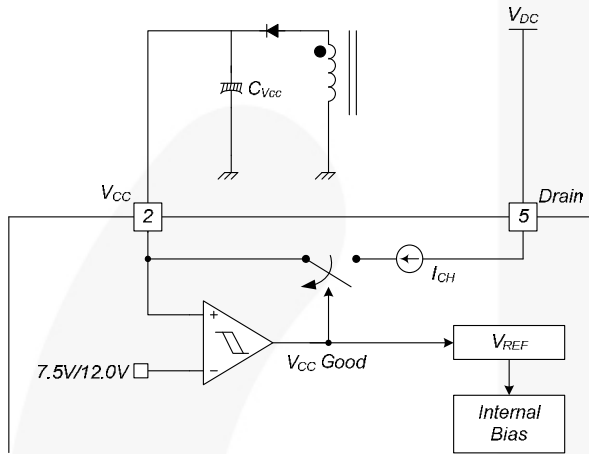 V_DC
C_Vcc
V_CC
2
5
Drain
I_CH
+
−
7.5V/12.0V
V_CC Good
V_REF
Internal
Bias